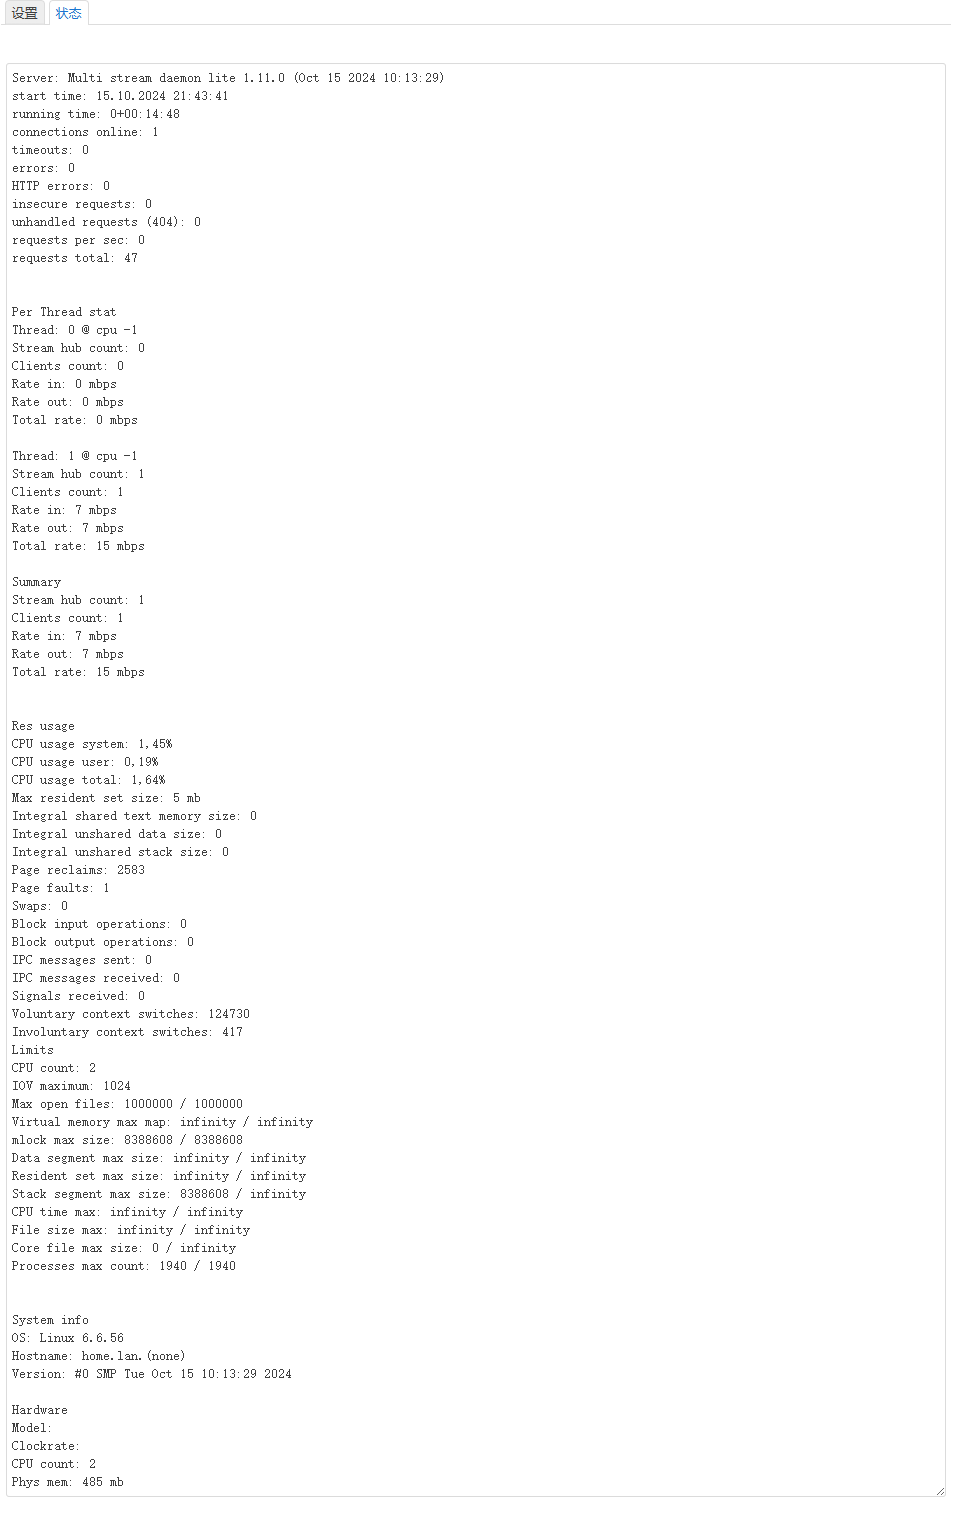 设置 状态
Server: Multi stream daemon lite 1.11.0 (Oct 15 2024 10:13:29)
start time: 15.10.2024 21:43:41
running time: 0+00:14:48
connections online: 1
timeouts: 0
errors: 0
HTTP errors: 0
insecure requests: 0
unhandled requests (404): 0
requests per sec: 0
requests total: 47
Per Thread stat
Thread: 0 @ cpu -1
Stream hub count: 0
Clients count: 0
Rate in: 0 mbps
Rate out: 0 mbps
Total rate: 0 mbps
Thread: 1 @ cpu -1
Stream hub count: 1
Clients count: 1
Rate in: 7 mbps
Rate out: 7 mbps
Total rate: 15 mbps
Summary
Stream hub count: 1
Clients count: 1
Rate in: 7 mbps
Rate out: 7 mbps
Total rate: 15 mbps
Res usage
CPU usage system: 1,45%
CPU usage user: 0,19%
CPU usage total: 1,64%
Max resident set size: 5 mb
Integral shared text memory size: 0
Integral unshared data size: 0
Integral unshared stack size: 0
Page reclaims: 2583
Page faults: 1
Swaps: 0
Block input operations: 0
Block output operations: 0
IPC messages sent: 0
IPC messages received: 0
Signals received: 0
Voluntary context switches: 124730
Involuntary context switches: 417
Limits
CPU count: 2
IOV maximum: 1024
Max open files: 1000000 / 1000000
Virtual memory max map: infinity / infinity
mlock max size: 8388608 / 8388608
Data segment max size: infinity / infinity
Resident set max size: infinity / infinity
Stack segment max size: 8388608 / infinity
CPU time max: infinity / infinity
File size max: infinity / infinity
Core file max size: 0 / infinity
Processes max count: 1940 / 1940
System info
OS: Linux 6.6.56
Hostname: home.lan.(none)
Version: #0 SMP Tue Oct 15 10:13:29 2024
Hardware
Model:
Clockrate:
CPU count: 2
Phys mem: 485 mb